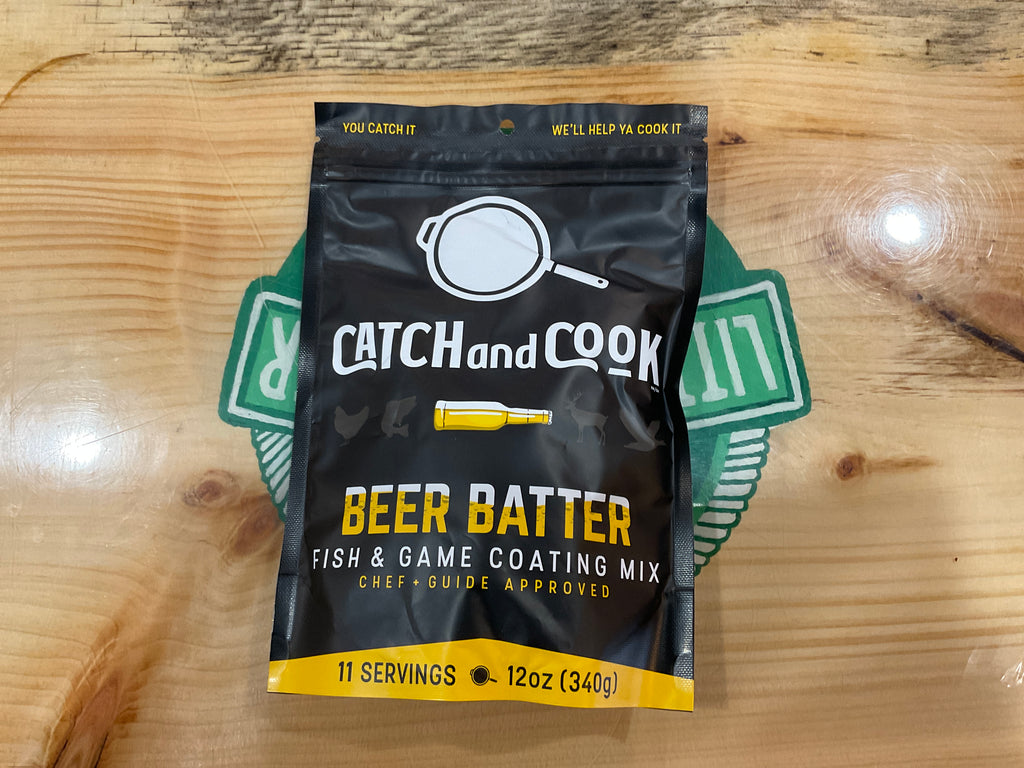 YOU CATCH IT
WE'LL HELP YA COOK IT
CATCH and COOK
BEER BATTER
FISH & GAME COATING MIX
CHEF + GUIDE APPROVED
11 SERVINGS 12oz (340g)
LIT
R